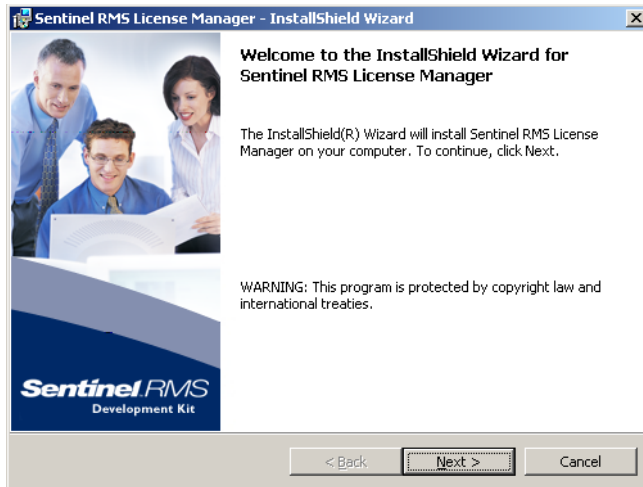 Sentinel RMS License Manager - InstallShield Wizard
Welcome to the InstallShield Wizard for
Sentinel RMS License Manager
The InstallShield(R) Wizard will install Sentinel RMS License
Manager on your computer. To continue, click Next.
WARNING: This program is protected by copyright law and
international treaties.
Sentinel.RMS
Development Kit
< Back
Next >
Cancel